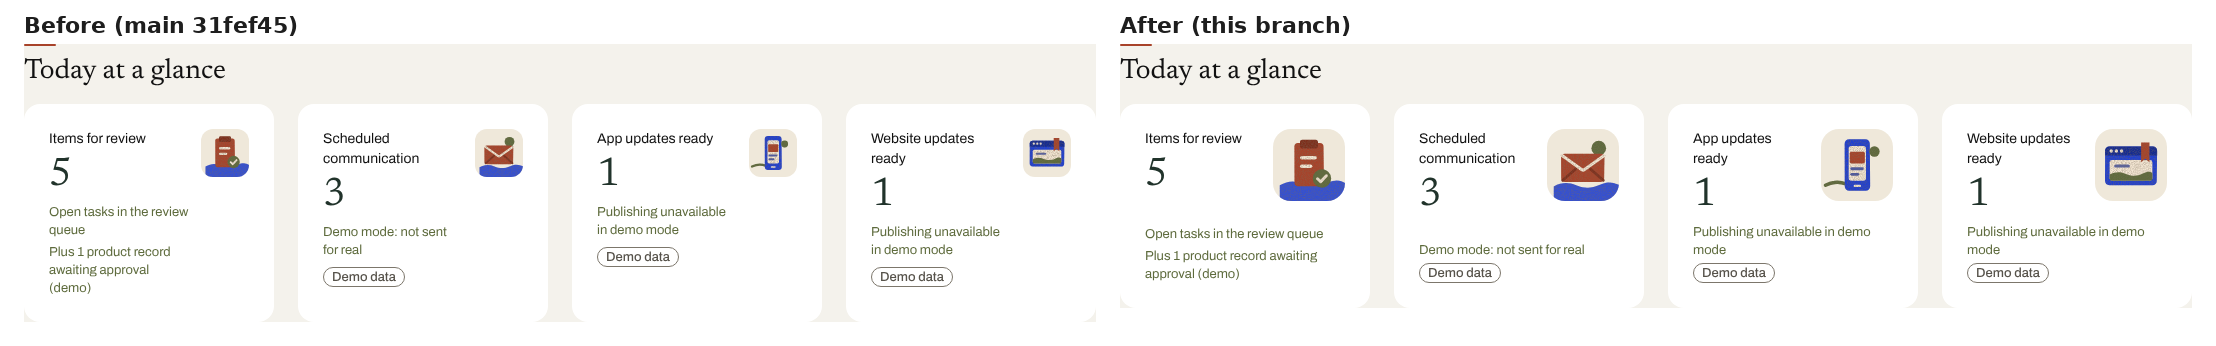 Before (main 31fef45)
Today at a glance
Items for review
5
Open tasks in the review
queue
Plus 1 product record
awaiting approval
(demo)
Scheduled
communication
3
Demo mode: not sent
for real
Demo data
App updates ready
1
Publishing unavailable
in demo mode
Demo data
Website updates
ready
1
Publishing unavailable
in demo mode
Demo data
After (this branch)
Today at a glance
Items for review
5
Open tasks in the review queue
Plus 1 product record awaiting
approval (demo)
Scheduled
communication
3
Demo mode: not sent for real
Demo data
App updates
ready
1
Publishing unavailable in demo
mode
Demo data
Website updates
ready
1
Publishing unavailable in demo
mode
Demo data